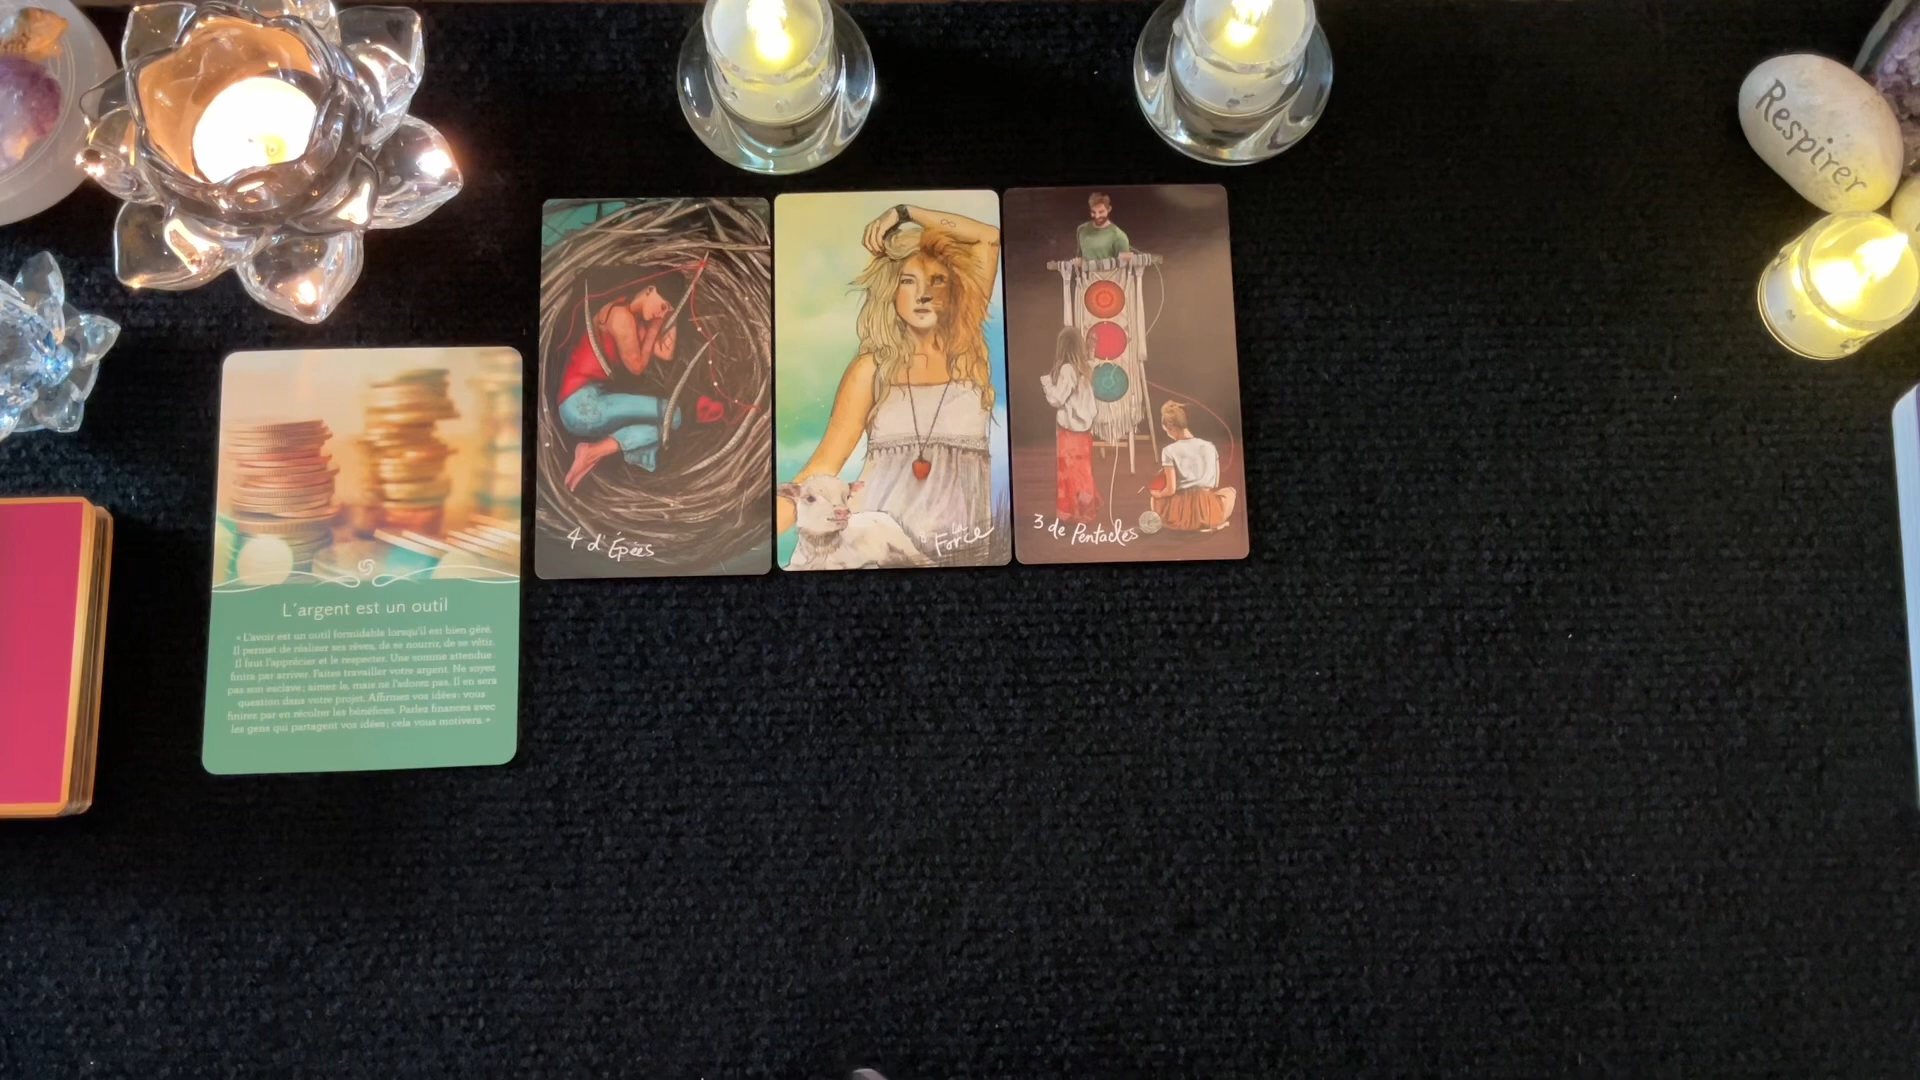 Respirer
4 d'Épées
La
Force
3 de Pentacles
L'argent est un outil
« L'avoir est un outil formidable lorsqu'il est bien géré.
Il permet de réaliser ses rêves, de se nourrir, de se vêtir.
Il faut l'apprécier et le respecter. Une somme attendue
finira par arriver. Faites travailler votre argent. Ne soyez
pas son esclave; aimez-le, mais ne l'adorez pas. Il en sera
question dans votre projet. Affirmez vos idées: vous
finirez par en récolter les bénéfices. Parlez finances avec
les gens qui partagent vos idées; cela vous motivera. »